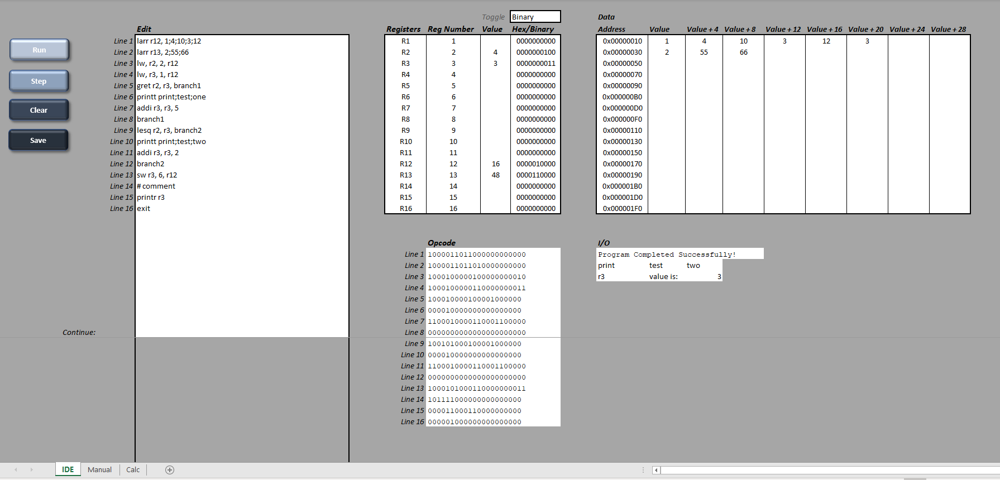 Toggle Binary
Data
Edit Registers Reg Number Value Hex/Binary Address Value Value + 4 Value + 8 Value + 12 Value + 16 Value + 20 Value + 24 Value + 28
Run
Step
Clear
Save
Line 1 larr r12, 1;4;10;3;12 R1 1 0000000000 0x00000010 1 4 10 3 12 3
Line 2 larr r13, 2;55;66 R2 2 4 0000000100 0x00000030 2 55 66
Line 3 lw, r2, 2, r12 R3 3 3 0000000011 0x00000050
Line 4 lw, r3, 1, r12 R4 4 0000000000 0x00000070
Line 5 gret r2, r3, branch1 R5 5 0000000000 0x00000090
Line 6 printt print;test;one R6 6 0000000000 0x000000B0
Line 7 addi r3, r3, 5 R7 7 0000000000 0x000000D0
Line 8 branch1 R8 8 0000000000 0x000000F0
Line 9 lesq r2, r3, branch2 R9 9 0000000000 0x00000110
Line 10 printt print;test;two R10 10 0000000000 0x00000130
Line 11 addi r3, r3, 2 R11 11 0000000000 0x00000150
Line 12 branch2 R12 12 16 0000010000 0x00000170
Line 13 sw r3, 6, r12 R13 13 48 0000110000 0x00000190
Line 14 # comment R14 14 0000000000 0x000001B0
Line 15 printr r3 R15 15 0000000000 0x000001D0
Line 16 exit R16 16 0000000000 0x000001F0
Opcode
Line 1 1000011011000000000000
Line 2 1000011011010000000000
Line 3 1000100000100000000010
Line 4 1000100000110000000011
Line 5 100010000100001000000
Line 6 000010000000000000000
Line 7 1100010000110001100000
Line 8 0000000000000000000000
Line 9 100101000100001000000
Line 10 000010000000000000000
Line 11 1100010000110001100000
Line 12 0000000000000000000000
Line 13 1000101000110000000011
Line 14 101111000000000000000
Line 15 000011000110000000000
Line 16 000001000000000000000
I/O
Program Completed Successfully!
print test two
r3 value is: 3
Continue:
IDE Manual Calc